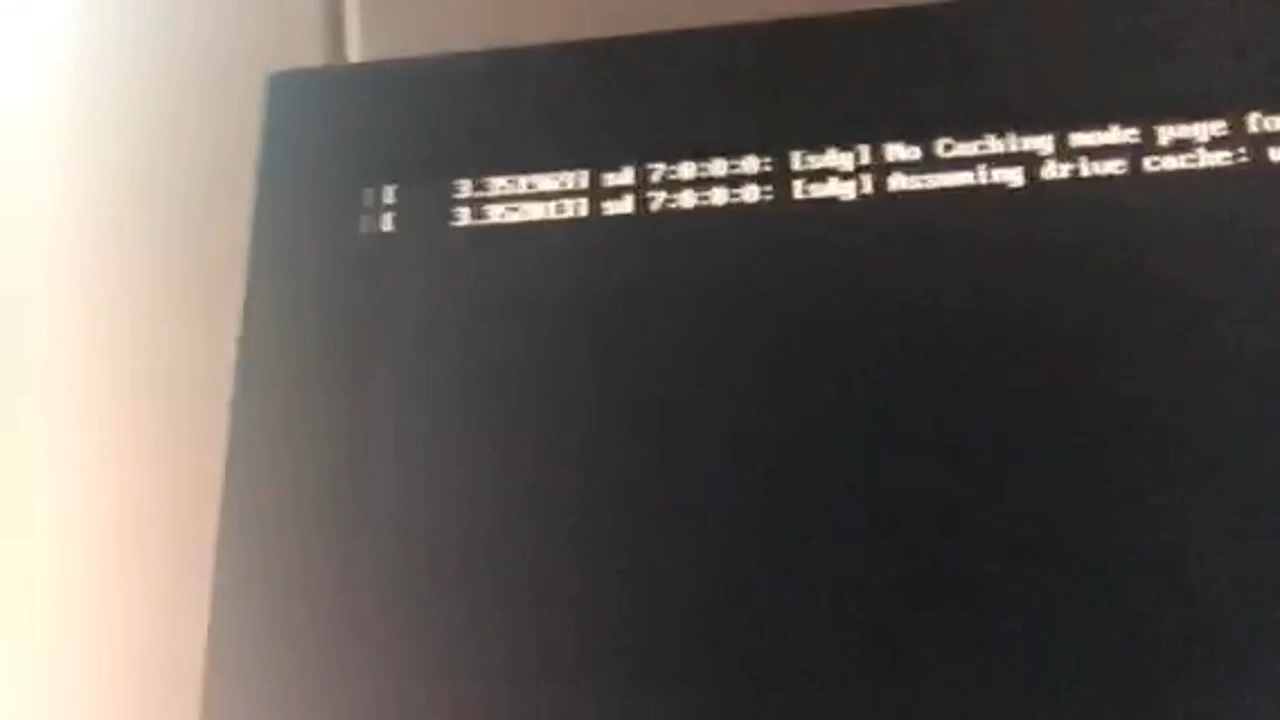 [ sd 7:0:0:0: [sdg] No Caching mode page fo
[ sd 7:0:0:0: [sdg] Assuming drive cache: